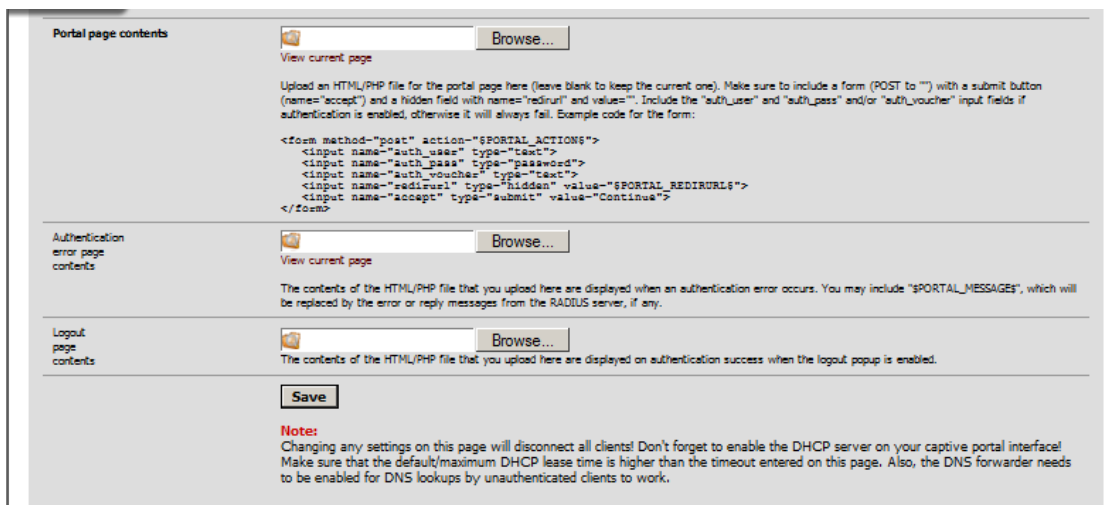 Portal page contents
Browse...
View current page
Upload an HTML/PHP file for the portal page here (leave blank to keep the current one). Make sure to include a form (POST to "") with a submit button
(name="accept") and a hidden field with name="redirurl" and value="". Include the "auth_user" and "auth_pass" and/or "auth_voucher" input fields if
authentication is enabled, otherwise it will always fail. Example code for the form:
<form method="post" action="$PORTAL_ACTION$">
<input name="auth_user" type="text">
<input name="auth_pass" type="password">
<input name="auth_voucher" type="text">
<input name="redirurl" type="hidden" value="$PORTAL_REDIRURL$">
<input name="accept" type="submit" value="Continue">
</form>
Authentication
error page
contents
Browse...
View current page
The contents of the HTML/PHP file that you upload here are displayed when an authentication error occurs. You may include "$PORTAL_MESSAGE$", which will
be replaced by the error or reply messages from the RADIUS server, if any.
Logout
page
contents
Browse...
The contents of the HTML/PHP file that you upload here are displayed on authentication success when the logout popup is enabled.
Save
Note:
Changing any settings on this page will disconnect all clients! Don't forget to enable the DHCP server on your captive portal interface!
Make sure that the default/maximum DHCP lease time is higher than the timeout entered on this page. Also, the DNS forwarder needs
to be enabled for DNS lookups by unauthenticated clients to work.